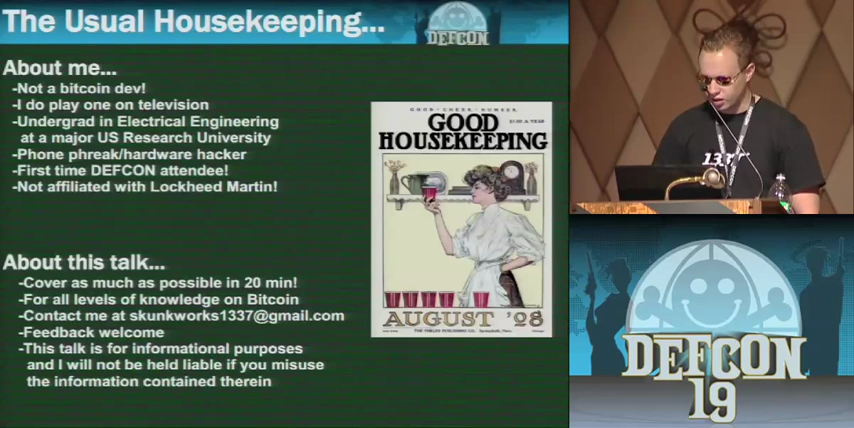 The Usual Housekeeping...
DEFCON
About me...
-Not a bitcoin dev!
-I do play one on television
-Undergrad in Electrical Engineering
at a major US Research University
-Phone phreak/hardware hacker
-First time DEFCON attendee!
-Not affiliated with Lockheed Martin!
GOOD · CHEER · NUMBER
GOOD
HOUSEKEEPING
AUGUST '08
About this talk...
-Cover as much as possible in 20 min!
-For all levels of knowledge on Bitcoin
-Contact me at skunkworks1337@gmail.com
-Feedback welcome
-This talk is for informational purposes
and I will not be held liable if you misuse
the information contained therein
133
DEFCON
19